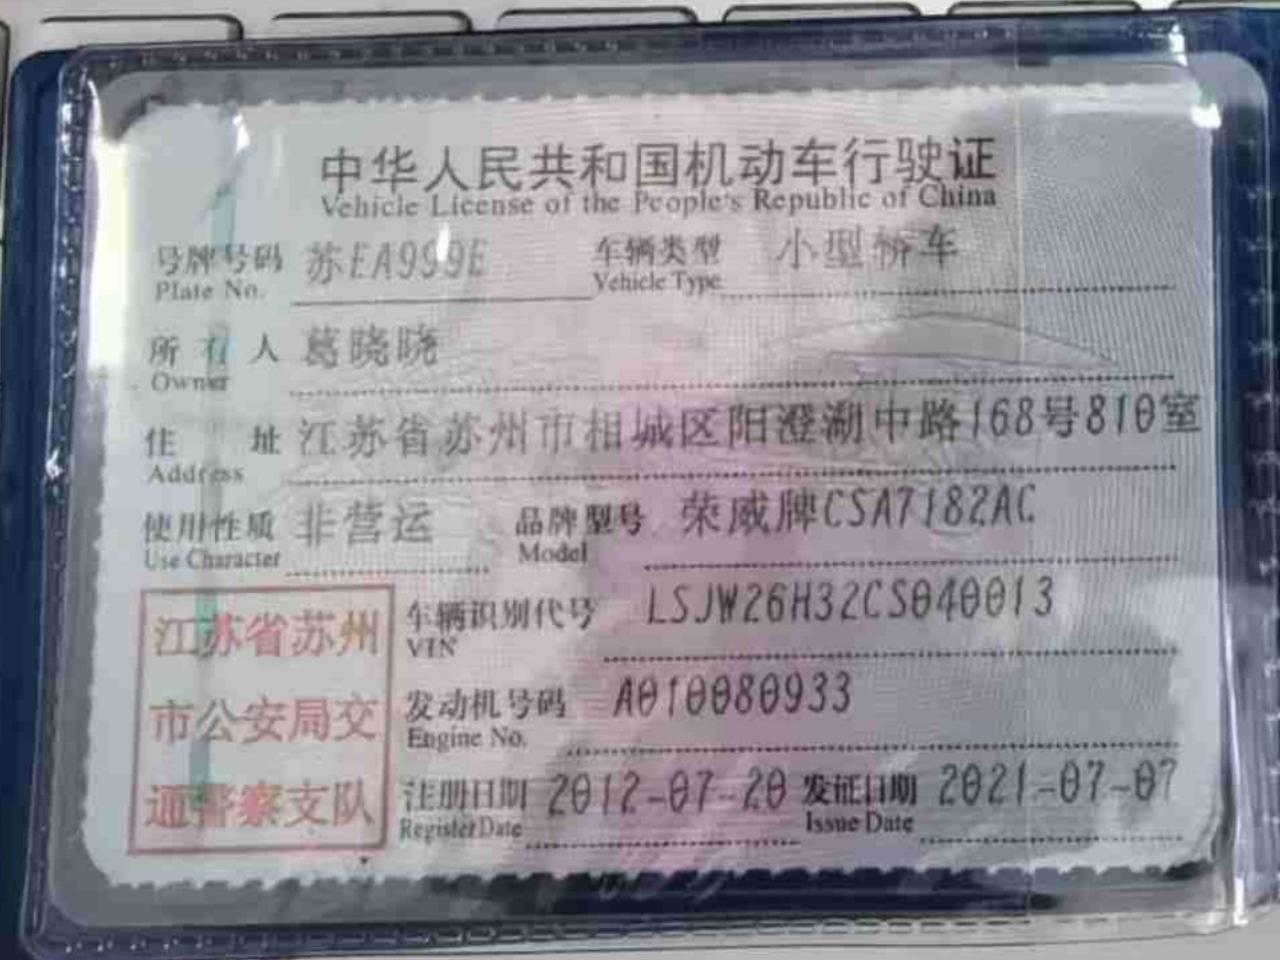 中华人民共和国机动车行驶证
Vehicle License of the People's Republic of China
号牌号码 苏EA999E 车辆类型 小型轿车
Plate No. Vehicle Type
所有人 葛晓晓
Owner
住址 江苏省苏州市相城区阳澄湖中路168号810室
Address
使用性质 非营运 品牌型号 荣威牌CSA7182AC
Use Character Model
江苏省苏州 车辆识别代号 LSJW26H32CS040013
VIN
市公安局交 发动机号码 A010080933
Engine No.
通警察支队 注册日期 2012-07-20 发证日期 2021-07-07
Register Date Issue Date